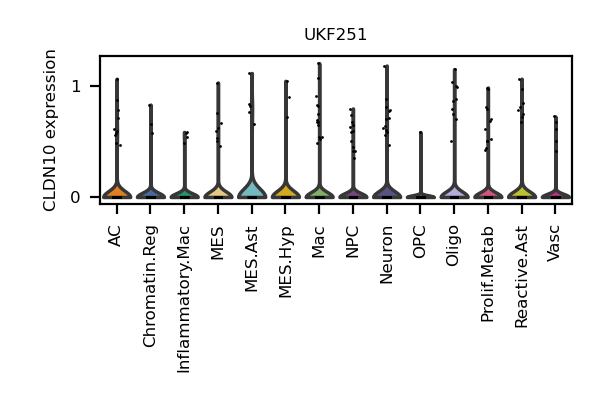 UKF251
CLDN10 expression
1
0
AC
Chromatin.Reg
Inflammatory.Mac
MES
MES.Ast
MES.Hyp
Mac
NPC
Neuron
OPC
Oligo
Prolif.Metab
Reactive.Ast
Vasc